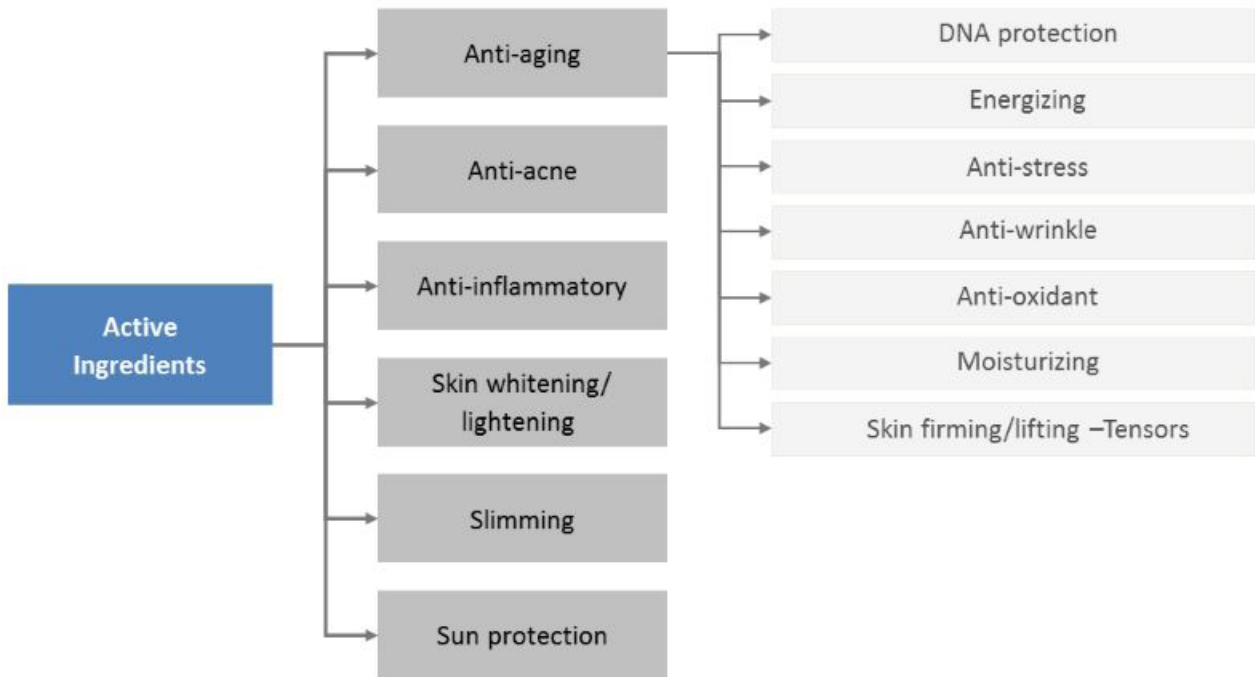 Active
Ingredients
Anti-aging
Anti-acne
Anti-inflammatory
Skin whitening/
lightening
Slimming
Sun protection
DNA protection
Energizing
Anti-stress
Anti-wrinkle
Anti-oxidant
Moisturizing
Skin firming/lifting –Tensors